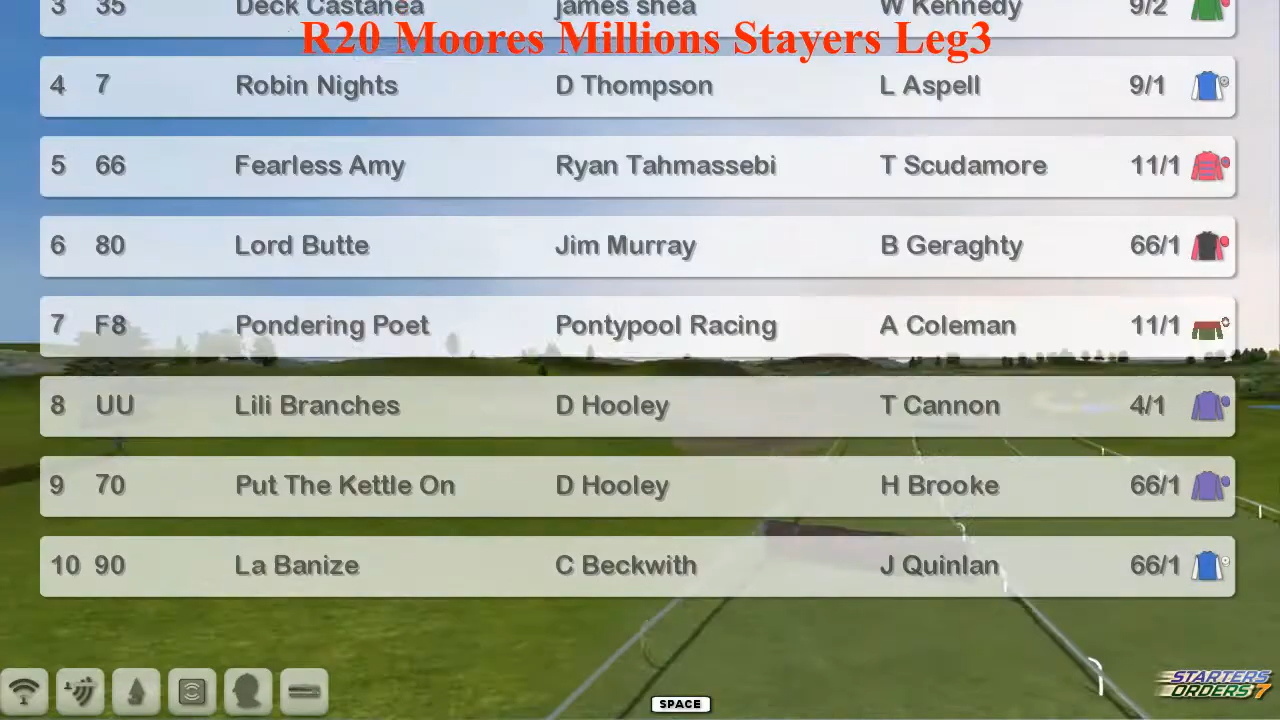 3 35 Deck Castanea james shea W Kennedy 9/2
R20 Moores Millions Stayers Leg3
4 7 Robin Nights D Thompson L Aspell 9/1
5 66 Fearless Amy Ryan Tahmassebi T Scudamore 11/1
6 80 Lord Butte Jim Murray B Geraghty 66/1
7 F8 Pondering Poet Pontypool Racing A Coleman 11/1
8 UU Lili Branches D Hooley T Cannon 4/1
9 70 Put The Kettle On D Hooley H Brooke 66/1
10 90 La Banize C Beckwith J Quinlan 66/1
SPACE
STARTERS
ORDERS 7